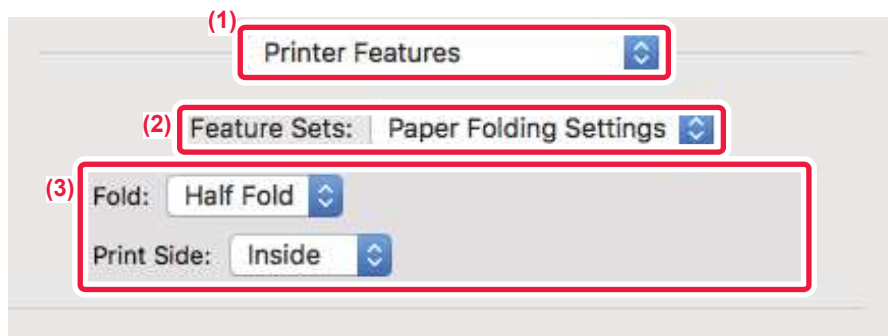 (1)
Printer Features
(2) Feature Sets: Paper Folding Settings
(3)
Fold: Half Fold
Print Side: Inside